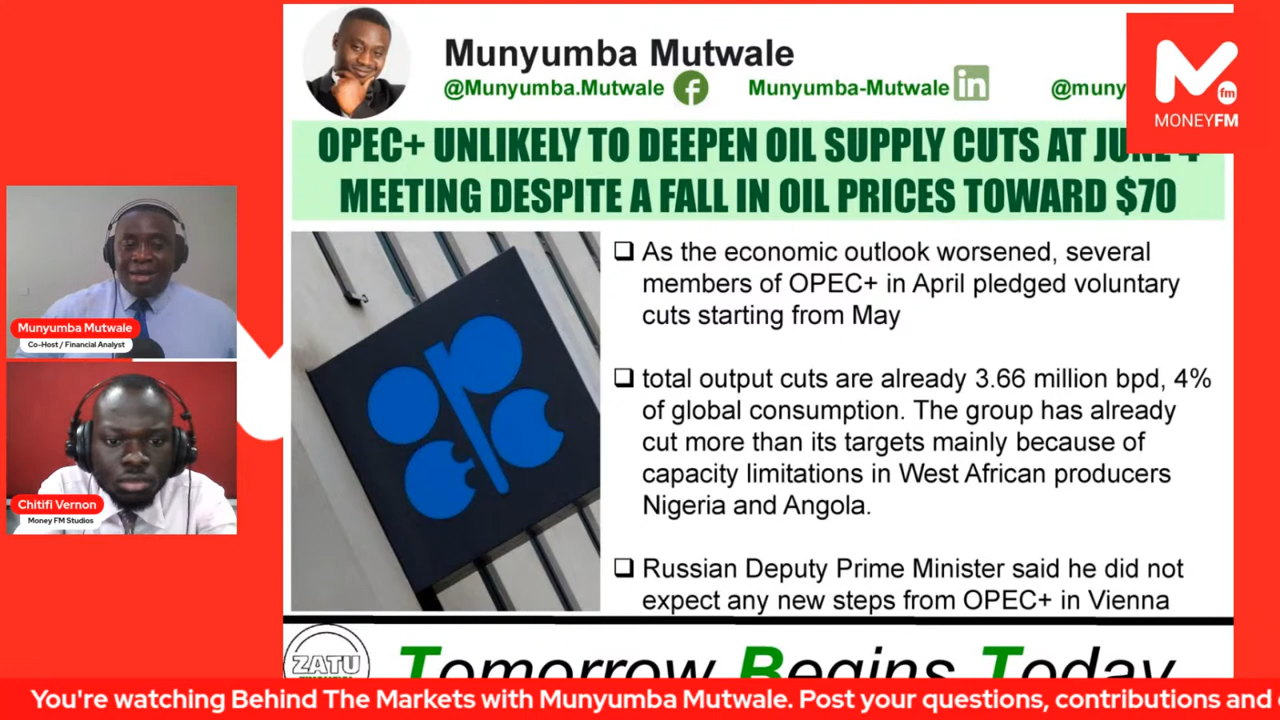 Munyumba Mutwale
@Munyumba.Mutwale
Munyumba-Mutwale
in
@muny
fm
MONEYFM
OPEC+ UNLIKELY TO DEEPEN OIL SUPPLY CUTS AT JUNE 4
MEETING DESPITE A FALL IN OIL PRICES TOWARD $70
As the economic outlook worsened, several
members of OPEC+ in April pledged voluntary
cuts starting from May
total output cuts are already 3.66 million bpd, 4%
of global consumption. The group has already
cut more than its targets mainly because of
capacity limitations in West African producers
Nigeria and Angola.
Russian Deputy Prime Minister said he did not
expect any new steps from OPEC+ in Vienna
Munyumba Mutwale
Co-Host / Financial Analyst
Chitifi Vernon
Money FM Studios
ZATU
Tomorrow Begins Today
You're watching Behind The Markets with Munyumba Mutwale. Post your questions, contributions and